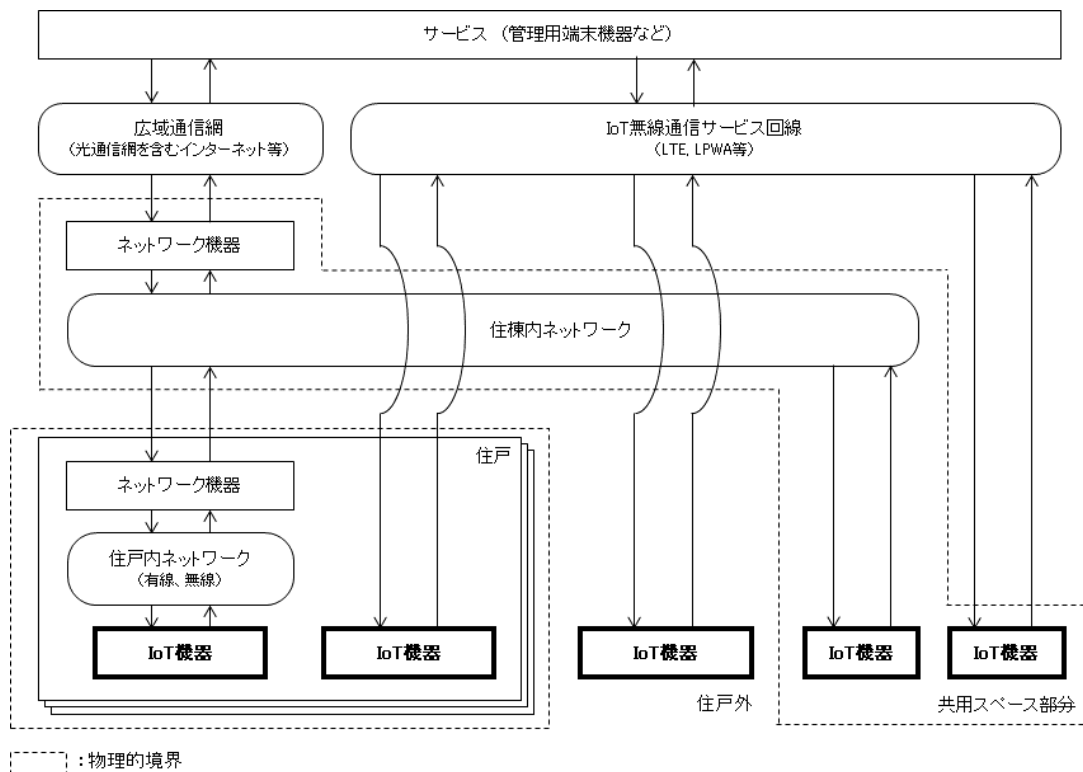 サービス （管理用端末機器など）
広域通信網
（光通信網を含むインターネット等）
IoT無線通信サービス回線
（LTE, LPWA等）
ネットワーク機器
住棟内ネットワーク
住戸
ネットワーク機器
住戸内ネットワーク
（有線、無線）
IoT機器
IoT機器
IoT機器
IoT機器
IoT機器
住戸外
共用スペース部分
：物理的境界